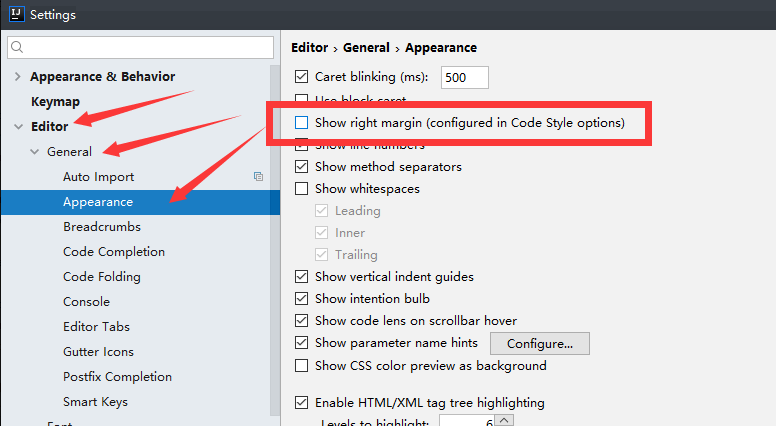 IJ
Settings
Appearance & Behavior
Keymap
Editor
General
Auto Import
Appearance
Breadcrumbs
Code Completion
Code Folding
Console
Editor Tabs
Gutter Icons
Postfix Completion
Smart Keys
Font
Editor › General › Appearance
Caret blinking (ms): 500
Use block caret
Show right margin (configured in Code Style options)
Show line numbers
Show method separators
Show whitespaces
Leading
Inner
Trailing
Show vertical indent guides
Show intention bulb
Show code lens on scrollbar hover
Show parameter name hints Configure...
Show CSS color preview as background
Enable HTML/XML tag tree highlighting
Levels to highlight: 6